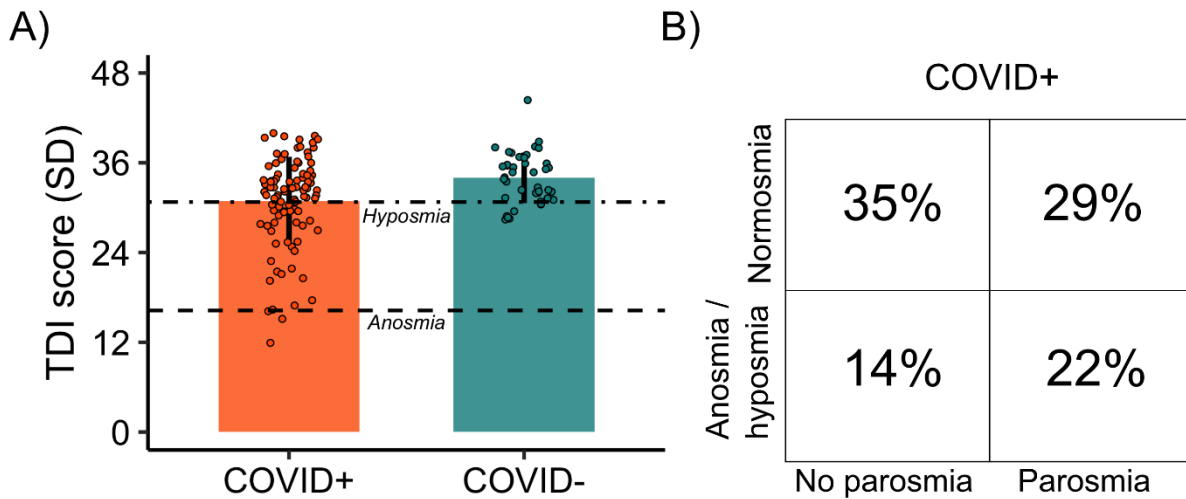 A)
TDI score (SD)
48
36
24
12
0
Hyposmia
Anosmia
COVID+
COVID-
B)
COVID+
Normosmia
Anosmia /
hyposmia
35%
29%
14%
22%
No parosmia
Parosmia